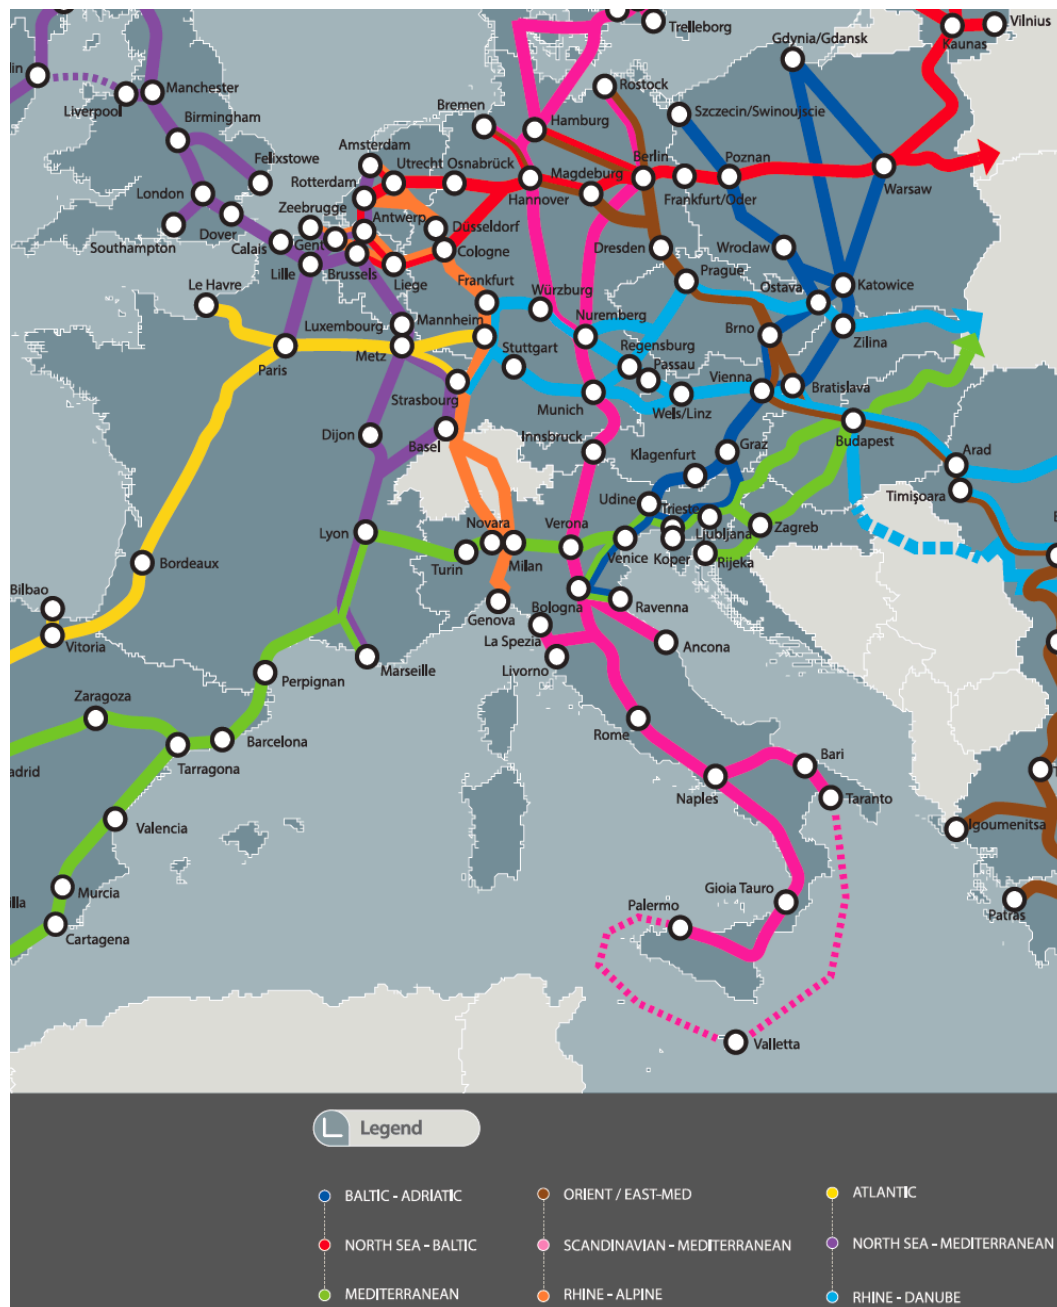 Trelleborg
Vilnius
Gdynia/Gdansk
Kaunas
lin
Manchester
Liverpool
Rostock
Bremen
Szczecin/Swinoujscie
Birmingham
Hamburg
Amsterdam
Felixstowe
Utrecht
Osnabrück
Magdeburg
Berlin
Poznan
Warsaw
London
Rotterdam
Hannover
Frankfurt/Oder
Zeebrugge
Antwerp
Düsseldorf
Dover
Southampton
Calais
Gent
Cologne
Dresden
Wroclaw
Lille
Brussels
Liege
Prague
Le Havre
Frankfurt
Würzburg
Ostava
Katowice
Luxembourg
Mannheim
Nuremberg
Brno
Zilina
Metz
Stuttgart
Regensburg
Paris
Passau
Vienna
Bratislava
Strasbourg
Munich
Wels/Linz
Dijon
Basel
Innsbruck
Budapest
Klagenfurt
Graz
Arad
Udine
Timişoara
Trieste
Lyon
Novara
Verona
Ljubljana
Zagreb
B
Turin
Milan
Venice
Koper
Rijeka
Bordeaux
Bilbao
Genova
Bologna
Ravenna
La Spezia
Vitoria
Marseille
Livorno
Ancona
Perpignan
Zaragoza
Rome
Barcelona
Bari
adrid
Tarragona
T
Naples
Taranto
Valencia
Igoumenitsa
Murcia
Gioia Tauro
illa
Palermo
Patras
Cartagena
Valletta
Legend
BALTIC - ADRIATIC
ORIENT / EAST-MED
ATLANTIC
NORTH SEA - BALTIC
SCANDINAVIAN - MEDITERRANEAN
NORTH SEA - MEDITERRANEAN
MEDITERRANEAN
RHINE - ALPINE
RHINE - DANUBE